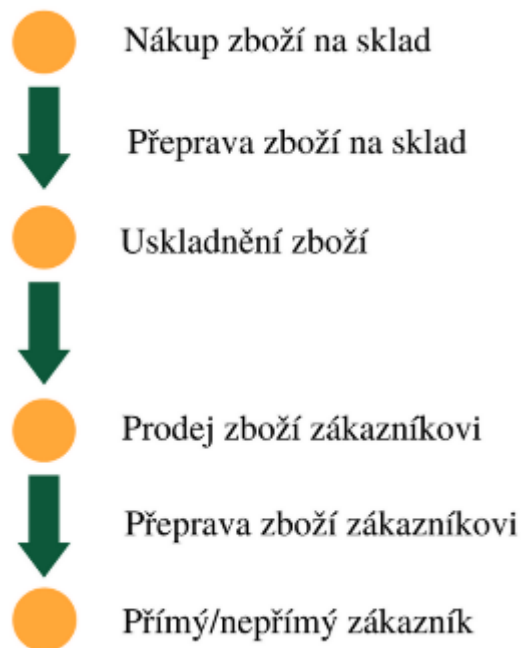 Nákup zboží na sklad
Přeprava zboží na sklad
Uskladnění zboží
Prodej zboží zákazníkovi
Přeprava zboží zákazníkovi
Přímý/nepřímý zákazník